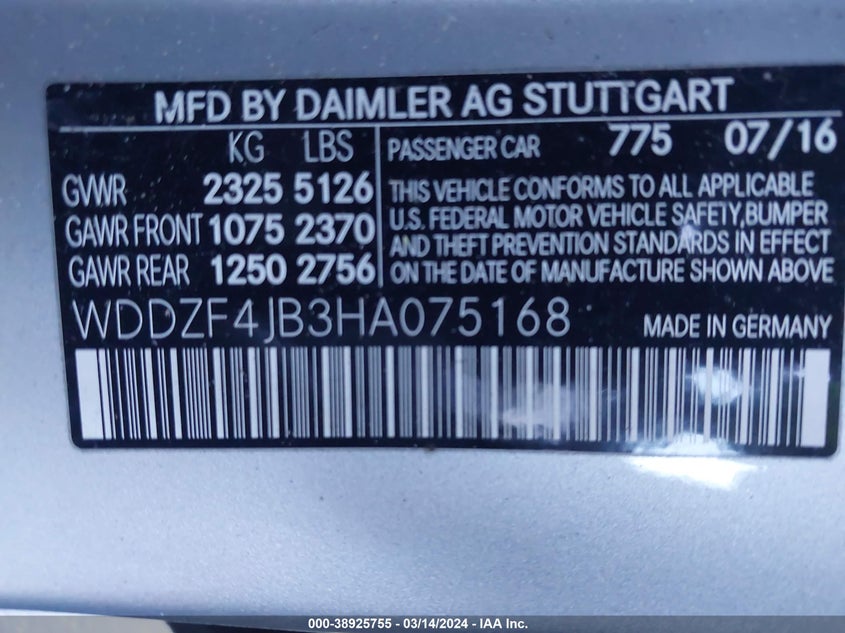 MFD BY DAIMLER AG STUTTGART
KG LBS PASSENGER CAR 775 07/16
GVWR 2325 5126 THIS VEHICLE CONFORMS TO ALL APPLICABLE
GAWR FRONT 1075 2370 U.S. FEDERAL MOTOR VEHICLE SAFETY, BUMPER
AND THEFT PREVENTION STANDARDS IN EFFECT
GAWR REAR 1250 2756 ON THE DATE OF MANUFACTURE SHOWN ABOVE
WDDZF4JB3HA075168 MADE IN GERMANY
000-38925755 - 03/14/2024 - IAA Inc.